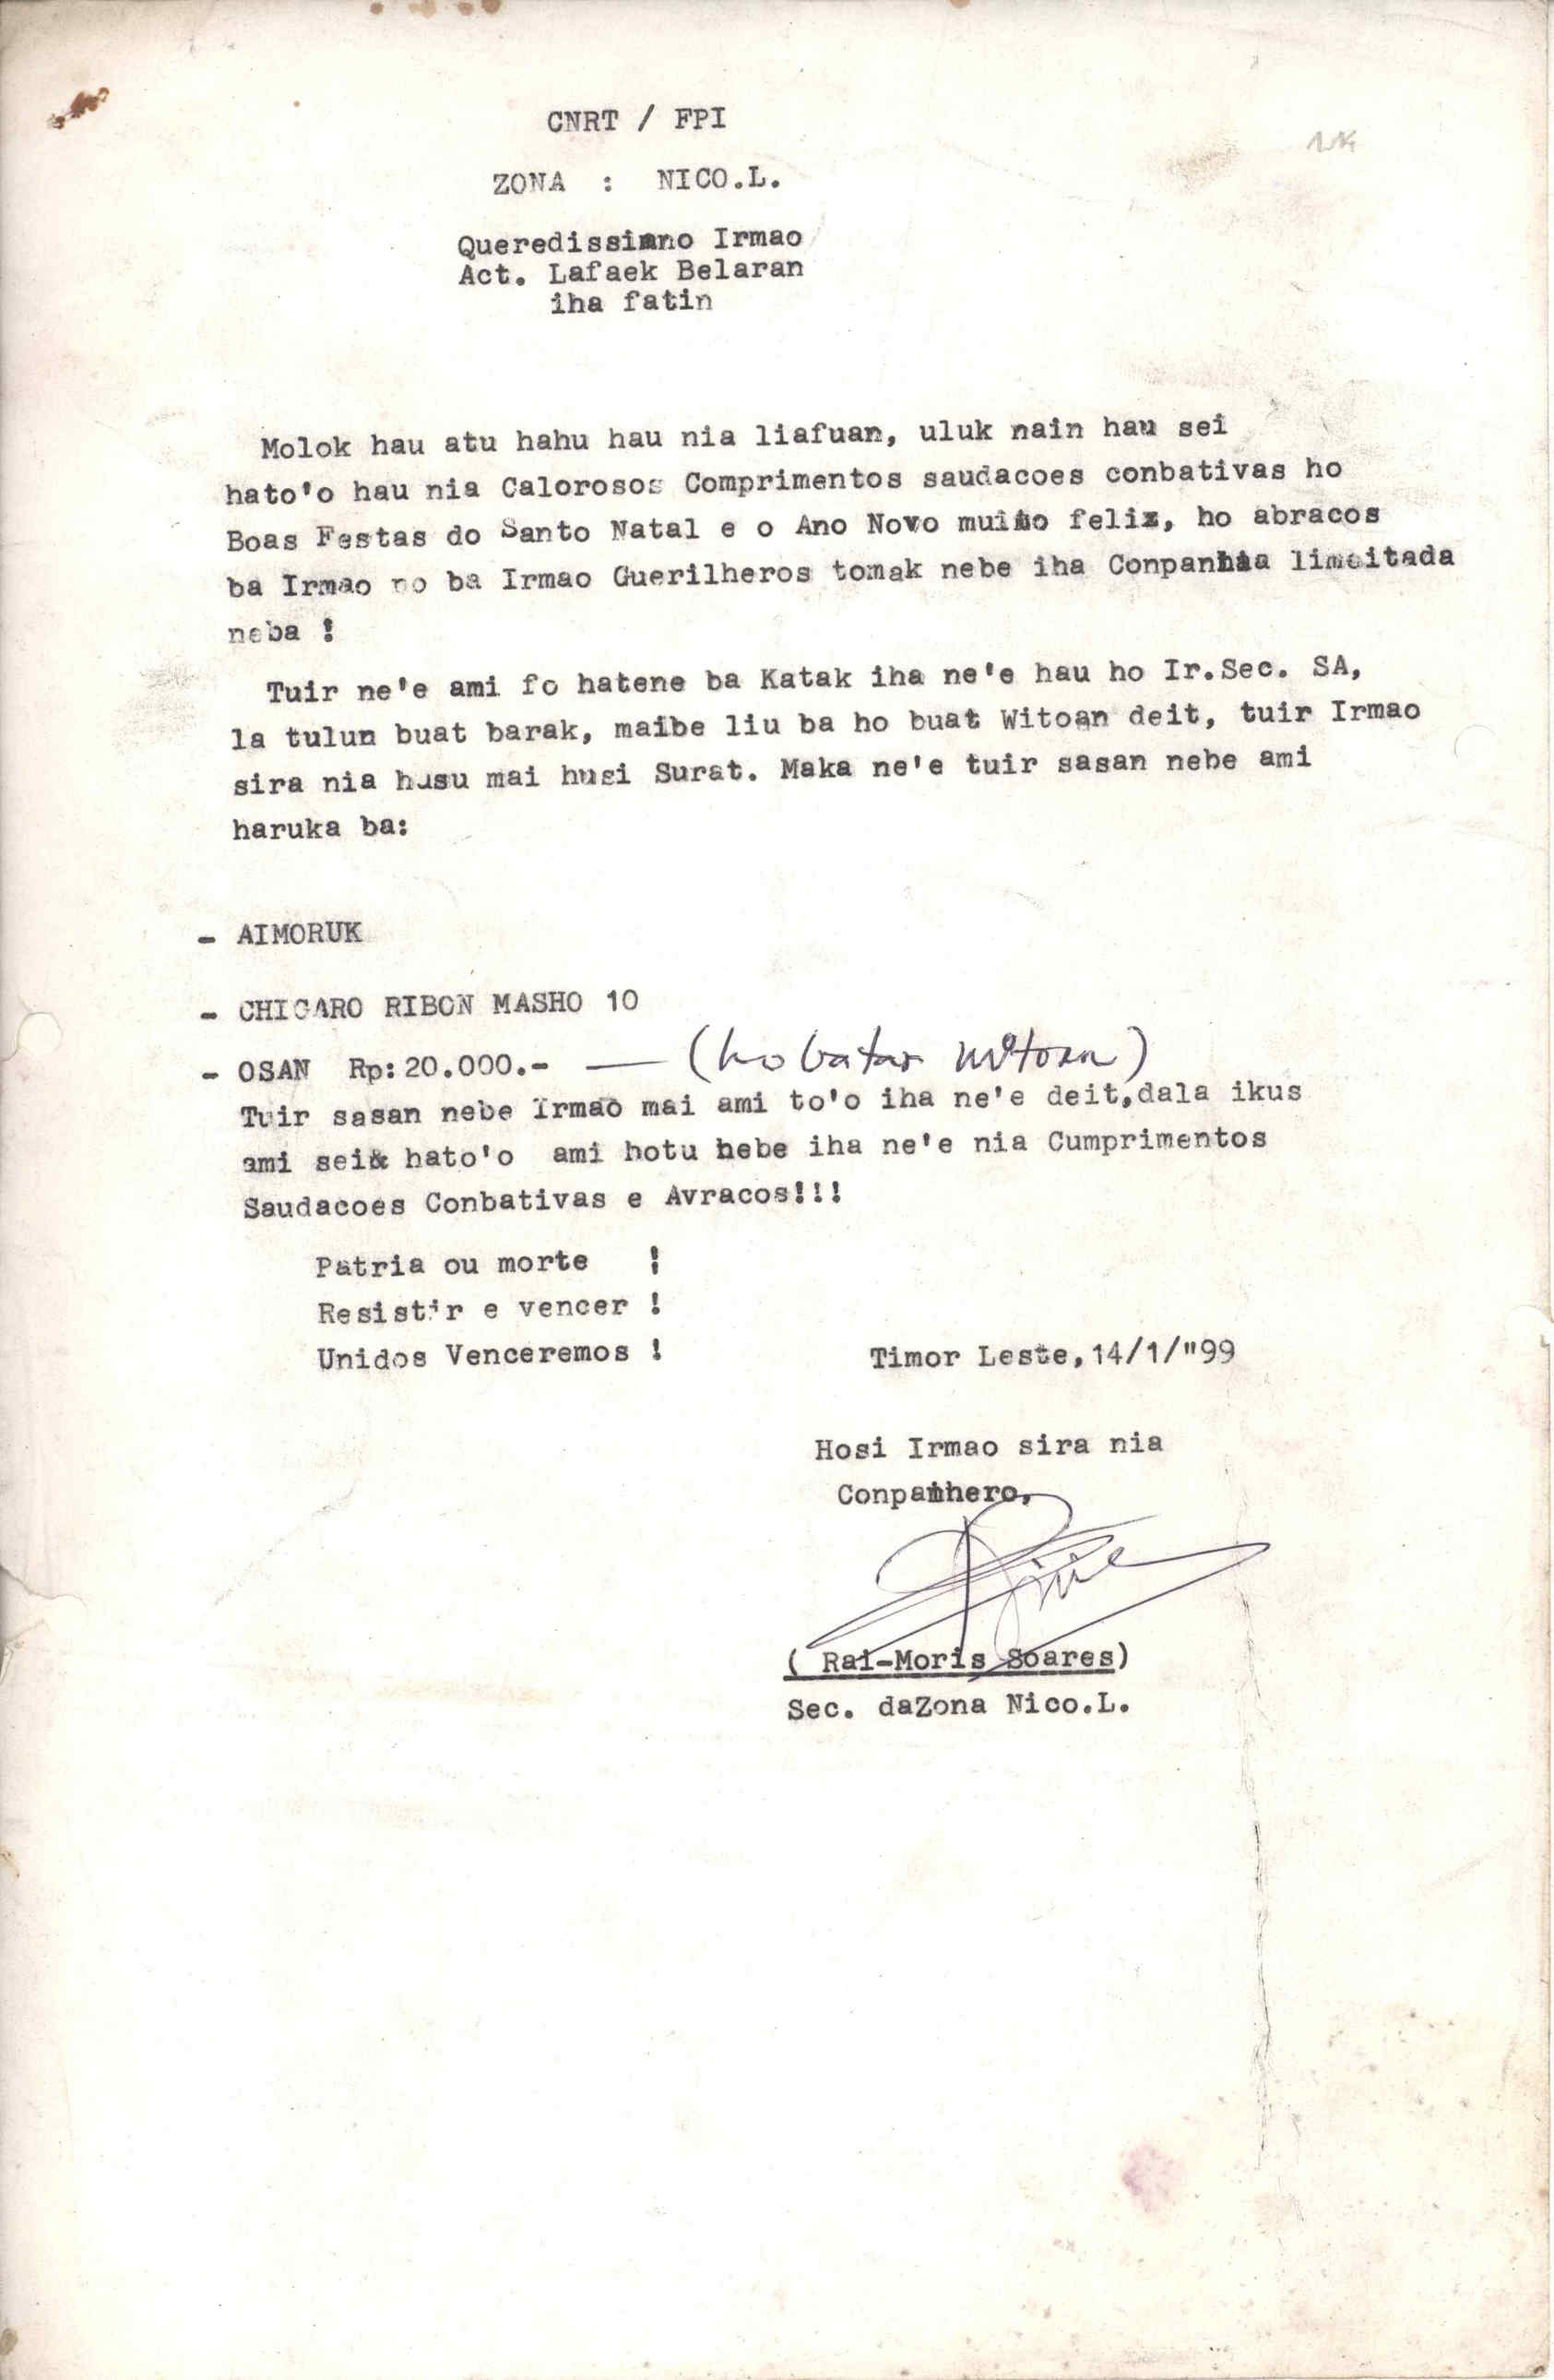 CNRT / FPI
ZONA : NICO.L.
Queredissimno Irmao
Act. Lafaek Belaran
iha fatin
Molok hau atu hahu hau nia liafuan, uluk nain hau sei
hato'o hau nia Calorosos Comprimentos saudacoes conbativas ho
Boas Festas do Santo Natal e o Ano Novo muito feliz, ho abracos
ba Irmao no ba Irmao Guerilheros tomak nebe iha Conpanhia limeitada
neba !
Tuir ne'e ami fo hatene ba Katak iha ne'e hau ho Ir.Sec. SA,
la tulun buat barak, maibe liu ba ho buat Witoan deit, tuir Irmao
sira nia husu mai husi Surat. Maka ne'e tuir sasan nebe ami
haruka ba:
- AIMORUK
- CHIGARO RIBON MASHO 10
- OSAN Rp:20.000.- — (ho batar witoan)
Tuir sasan nebe Irmao mai ami to'o iha ne'e deit,dala ikus
ami sei hato'o ami hotu nebe iha ne'e nia Cumprimentos
Saudacoes Conbativas e Avracos!!!
Patria ou morte !
Resistir e vencer !
Unidos Venceremos !
Timor Leste,14/1/"99
Hosi Irmao sira nia
Conpanhero,
( Rai-Moris Soares)
Sec. daZona Nico.L.